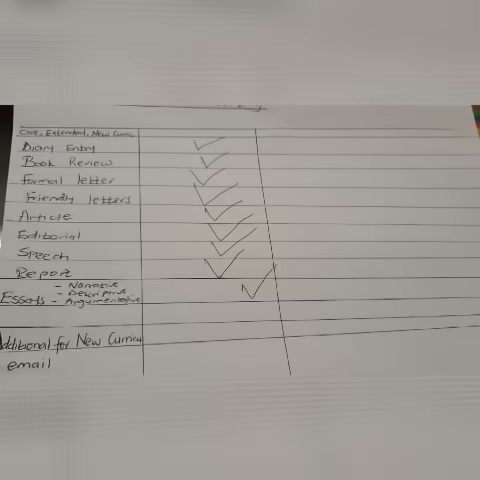 Core, Extended, New Curric
Diary Entry
Book Review
Formal letter
Friendly letters
Article
Editorial
Speech
Report
- Narrative
- Descriptive
Essays - Argumentative
Additional for New Curricu
email